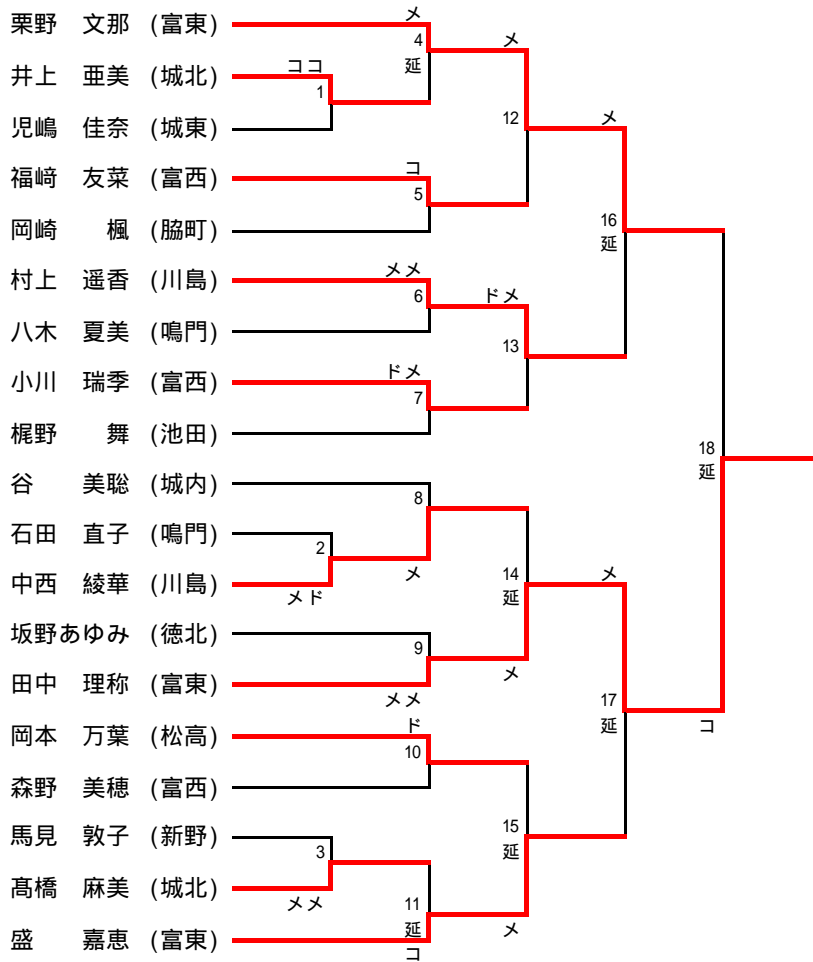 メ
栗野 文那 (富東)
4
メ
延
ココ
井上 亜美 (城北)
1
12
メ
児嶋 佳奈 (城東)
コ
福﨑 友菜 (富西)
5
16
岡崎 楓 (脇町)
延
メメ
村上 遥香 (川島)
6
ドメ
八木 夏美 (鳴門)
13
ドメ
小川 瑞季 (富西)
7
梶野 舞 (池田)
18
延
谷 美聡 (城内)
8
石田 直子 (鳴門)
2
メ
14
メ
中西 綾華 (川島)
メド
延
坂野あゆみ (徳北)
9
メ
田中 理称 (富東)
メメ
17
ド
延
コ
岡本 万葉 (松高)
10
森野 美穂 (富西)
15
馬見 敦子 (新野)
3
延
髙橋 麻美 (城北)
メメ
11
延
メ
盛 嘉恵 (富東)
コ